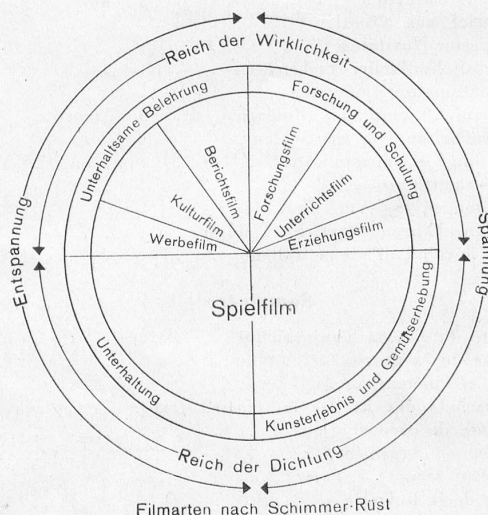 Reich der Wirklichkeit
Unterhaltsame Belehrung
Forschung und Schulung
Berichtsfilm
Forschungsfilm
Kulturfilm
Unterrichtsfilm
Werbefilm
Erziehungsfilm
Entspannung
Spannung
Spielfilm
Unterhaltung
Kunsterlebnis und Gemütserhebung
Reich der Dichtung
Filmarten nach Schimmer-Rüst